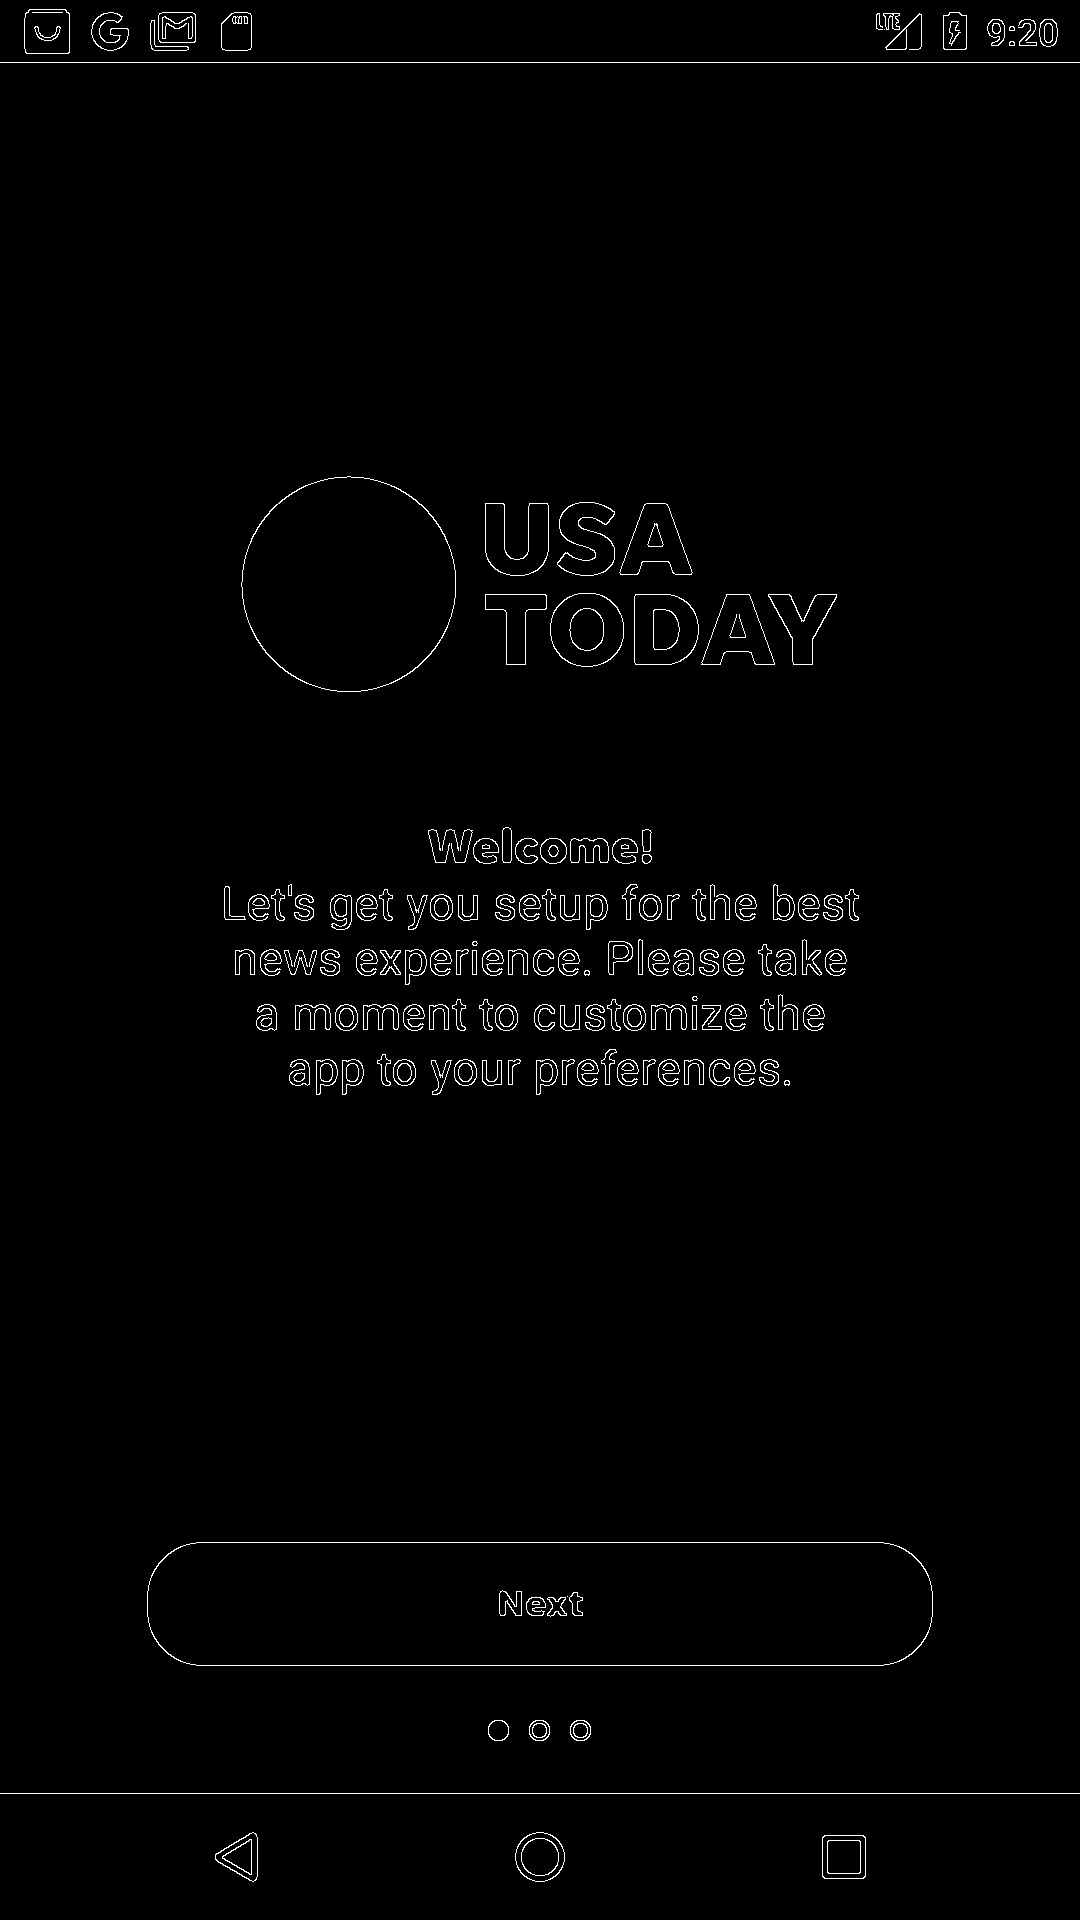 LTE 9:20
USA
TODAY
Welcome!
Let's get you setup for the best
news experience. Please take
a moment to customize the
app to your preferences.
Next